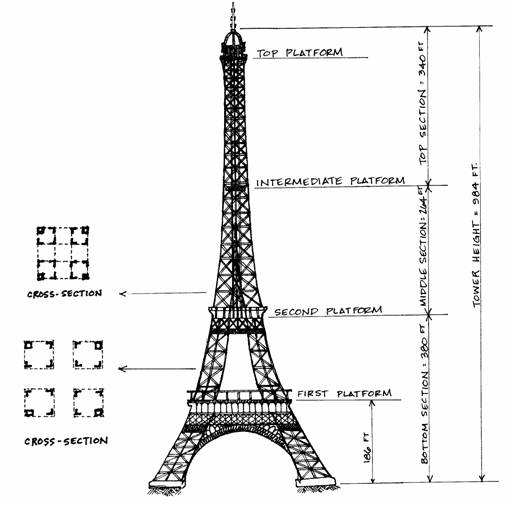 TOP PLATFORM
TOP SECTION = 340 FT
INTERMEDIATE PLATFORM
TOWER HEIGHT = 984 FT.
MIDDLE SECTION = 264 FT
CROSS-SECTION
SECOND PLATFORM
BOTTOM SECTION = 380 FT
FIRST PLATFORM
CROSS-SECTION
186 FT